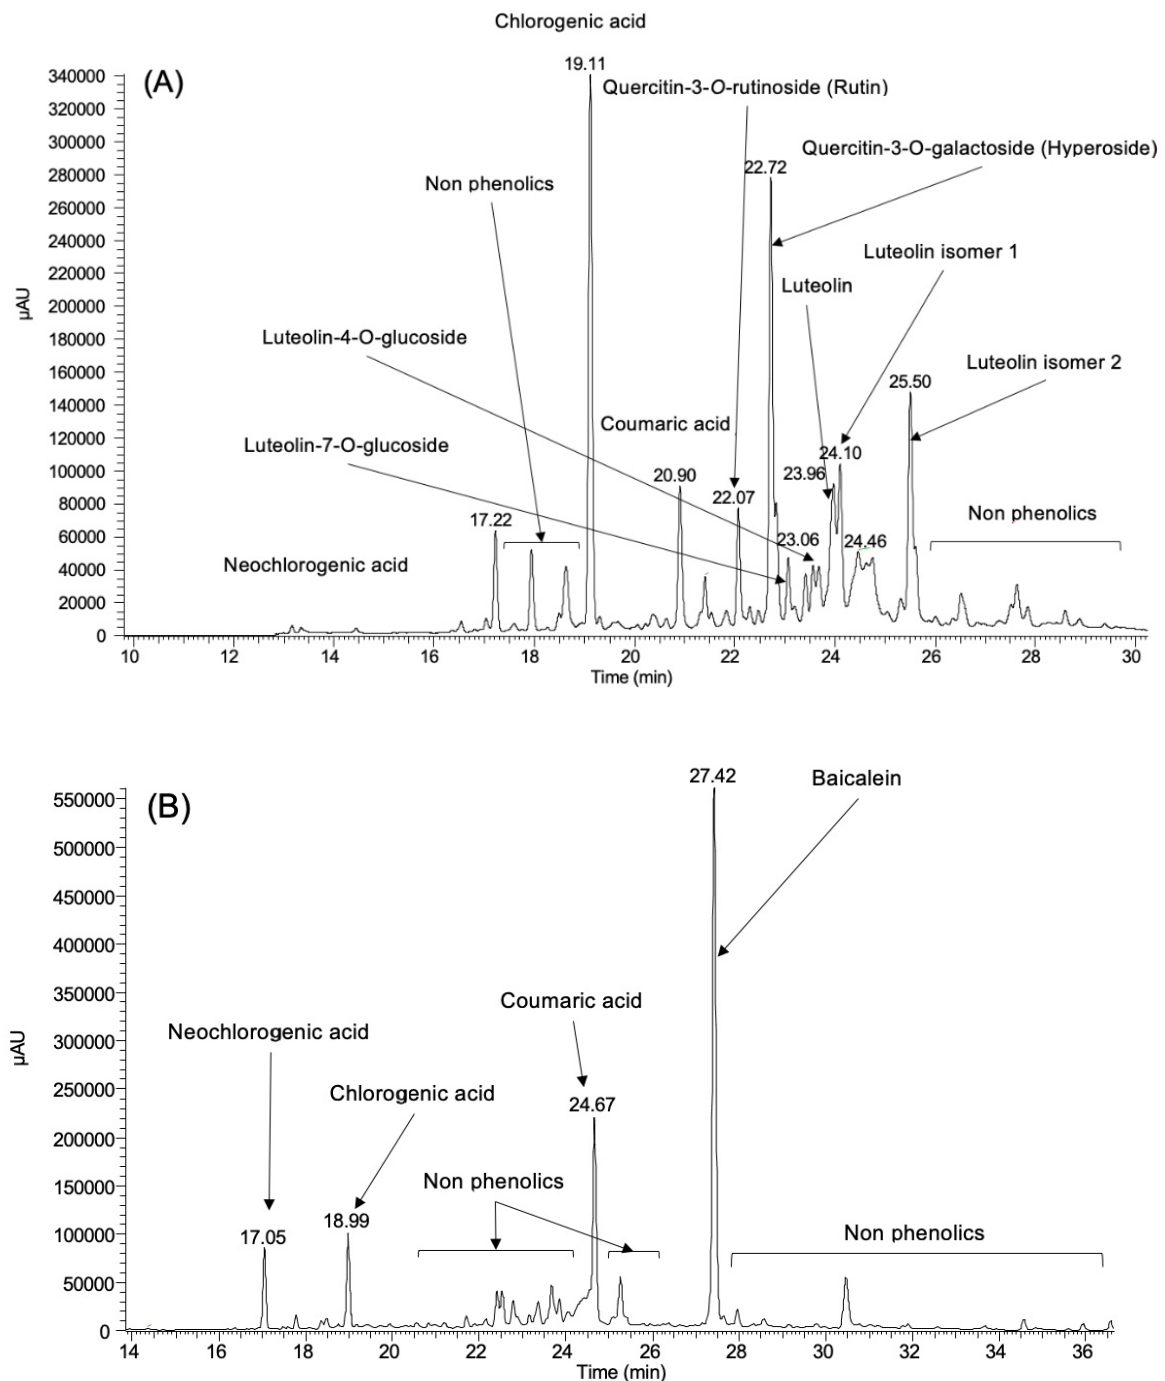 Chlorogenic acid
(A)
19.11
Quercitin-3-O-rutinoside (Rutin)
Quercitin-3-O-galactoside (Hyperoside)
22.72
Non phenolics
Luteolin isomer 1
Luteolin
Luteolin-4-O-glucoside
Luteolin isomer 2
25.50
Coumaric acid
Luteolin-7-O-glucoside
24.10
23.96
20.90
22.07
17.22
Non phenolics
23.06
24.46
Neochlorogenic acid
340000
320000
300000
280000
260000
240000
220000
200000
180000
160000
140000
120000
100000
80000
60000
40000
20000
0
µAU
10 12 14 16 18 20 22 24 26 28 30
Time (min)
(B)
27.42
Baicalein
Coumaric acid
Neochlorogenic acid
Chlorogenic acid
24.67
Non phenolics
18.99
17.05
Non phenolics
550000
500000
450000
400000
350000
300000
250000
200000
150000
100000
50000
0
µAU
14 16 18 20 22 24 26 28 30 32 34 36
Time (min)